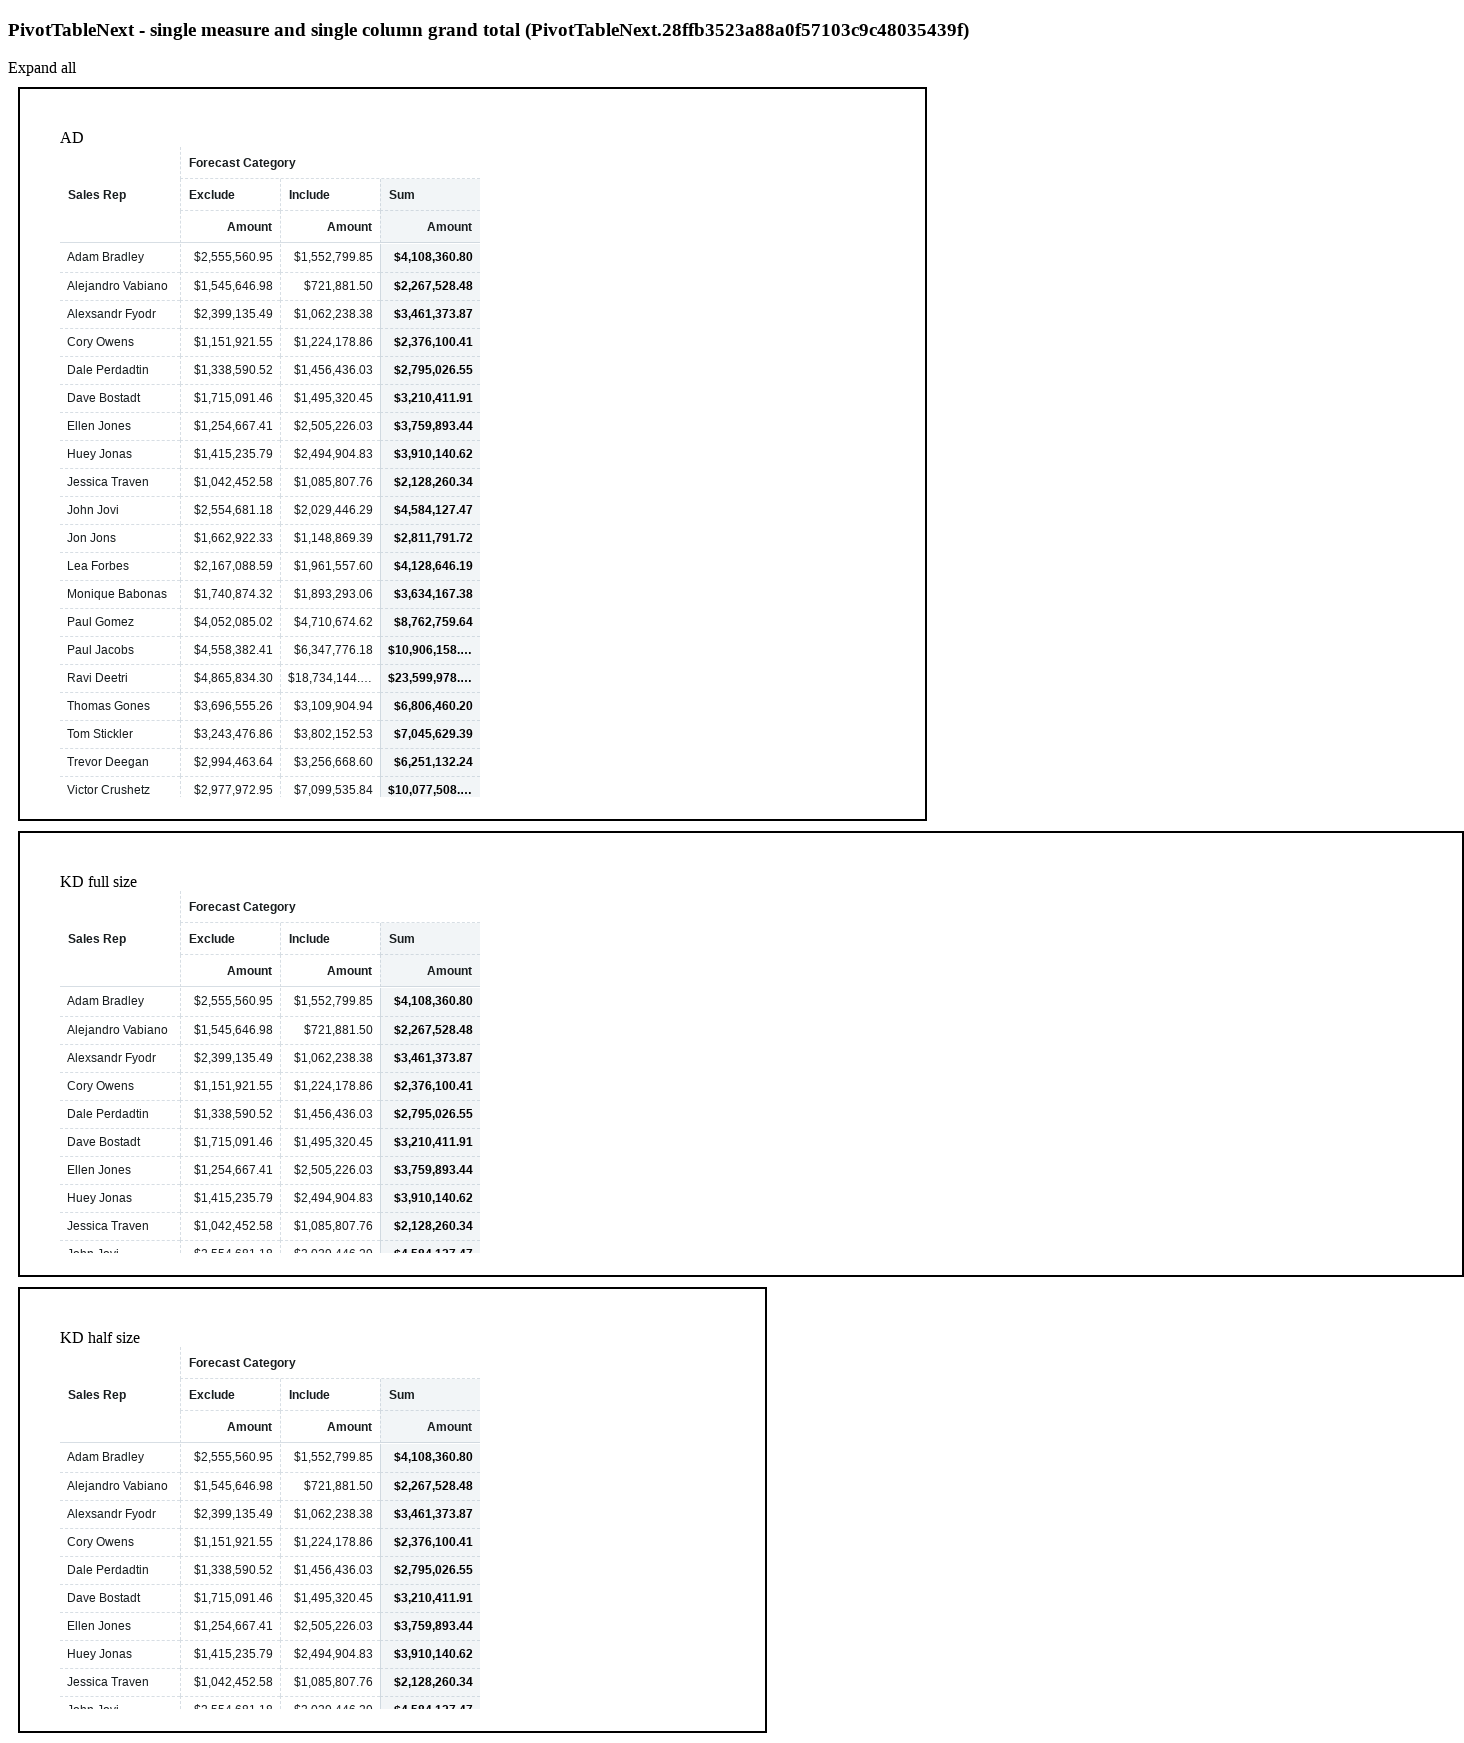 PivotTableNext - single measure and single column grand total (PivotTableNext.28ffb3523a88a0f57103c9c48035439f)
Expand all
AD
Forecast Category
Sales Rep Exclude Include Sum
Amount Amount Amount
Adam Bradley $2,555,560.95 $1,552,799.85 $4,108,360.80
Alejandro Vabiano $1,545,646.98 $721,881.50 $2,267,528.48
Alexsandr Fyodr $2,399,135.49 $1,062,238.38 $3,461,373.87
Cory Owens $1,151,921.55 $1,224,178.86 $2,376,100.41
Dale Perdadtin $1,338,590.52 $1,456,436.03 $2,795,026.55
Dave Bostadt $1,715,091.46 $1,495,320.45 $3,210,411.91
Ellen Jones $1,254,667.41 $2,505,226.03 $3,759,893.44
Huey Jonas $1,415,235.79 $2,494,904.83 $3,910,140.62
Jessica Traven $1,042,452.58 $1,085,807.76 $2,128,260.34
John Jovi $2,554,681.18 $2,029,446.29 $4,584,127.47
Jon Jons $1,662,922.33 $1,148,869.39 $2,811,791.72
Lea Forbes $2,167,088.59 $1,961,557.60 $4,128,646.19
Monique Babonas $1,740,874.32 $1,893,293.06 $3,634,167.38
Paul Gomez $4,052,085.02 $4,710,674.62 $8,762,759.64
Paul Jacobs $4,558,382.41 $6,347,776.18 $10,906,158.…
Ravi Deetri $4,865,834.30 $18,734,144.… $23,599,978.…
Thomas Gones $3,696,555.26 $3,109,904.94 $6,806,460.20
Tom Stickler $3,243,476.86 $3,802,152.53 $7,045,629.39
Trevor Deegan $2,994,463.64 $3,256,668.60 $6,251,132.24
Victor Crushetz $2,977,972.95 $7,099,535.84 $10,077,508.…
KD full size
Forecast Category
Sales Rep Exclude Include Sum
Amount Amount Amount
Adam Bradley $2,555,560.95 $1,552,799.85 $4,108,360.80
Alejandro Vabiano $1,545,646.98 $721,881.50 $2,267,528.48
Alexsandr Fyodr $2,399,135.49 $1,062,238.38 $3,461,373.87
Cory Owens $1,151,921.55 $1,224,178.86 $2,376,100.41
Dale Perdadtin $1,338,590.52 $1,456,436.03 $2,795,026.55
Dave Bostadt $1,715,091.46 $1,495,320.45 $3,210,411.91
Ellen Jones $1,254,667.41 $2,505,226.03 $3,759,893.44
Huey Jonas $1,415,235.79 $2,494,904.83 $3,910,140.62
Jessica Traven $1,042,452.58 $1,085,807.76 $2,128,260.34
John Jovi $2,554,681.18 $2,029,446.29 $4,584,127.47
KD half size
Forecast Category
Sales Rep Exclude Include Sum
Amount Amount Amount
Adam Bradley $2,555,560.95 $1,552,799.85 $4,108,360.80
Alejandro Vabiano $1,545,646.98 $721,881.50 $2,267,528.48
Alexsandr Fyodr $2,399,135.49 $1,062,238.38 $3,461,373.87
Cory Owens $1,151,921.55 $1,224,178.86 $2,376,100.41
Dale Perdadtin $1,338,590.52 $1,456,436.03 $2,795,026.55
Dave Bostadt $1,715,091.46 $1,495,320.45 $3,210,411.91
Ellen Jones $1,254,667.41 $2,505,226.03 $3,759,893.44
Huey Jonas $1,415,235.79 $2,494,904.83 $3,910,140.62
Jessica Traven $1,042,452.58 $1,085,807.76 $2,128,260.34
John Jovi $2,554,681.18 $2,029,446.29 $4,584,127.47